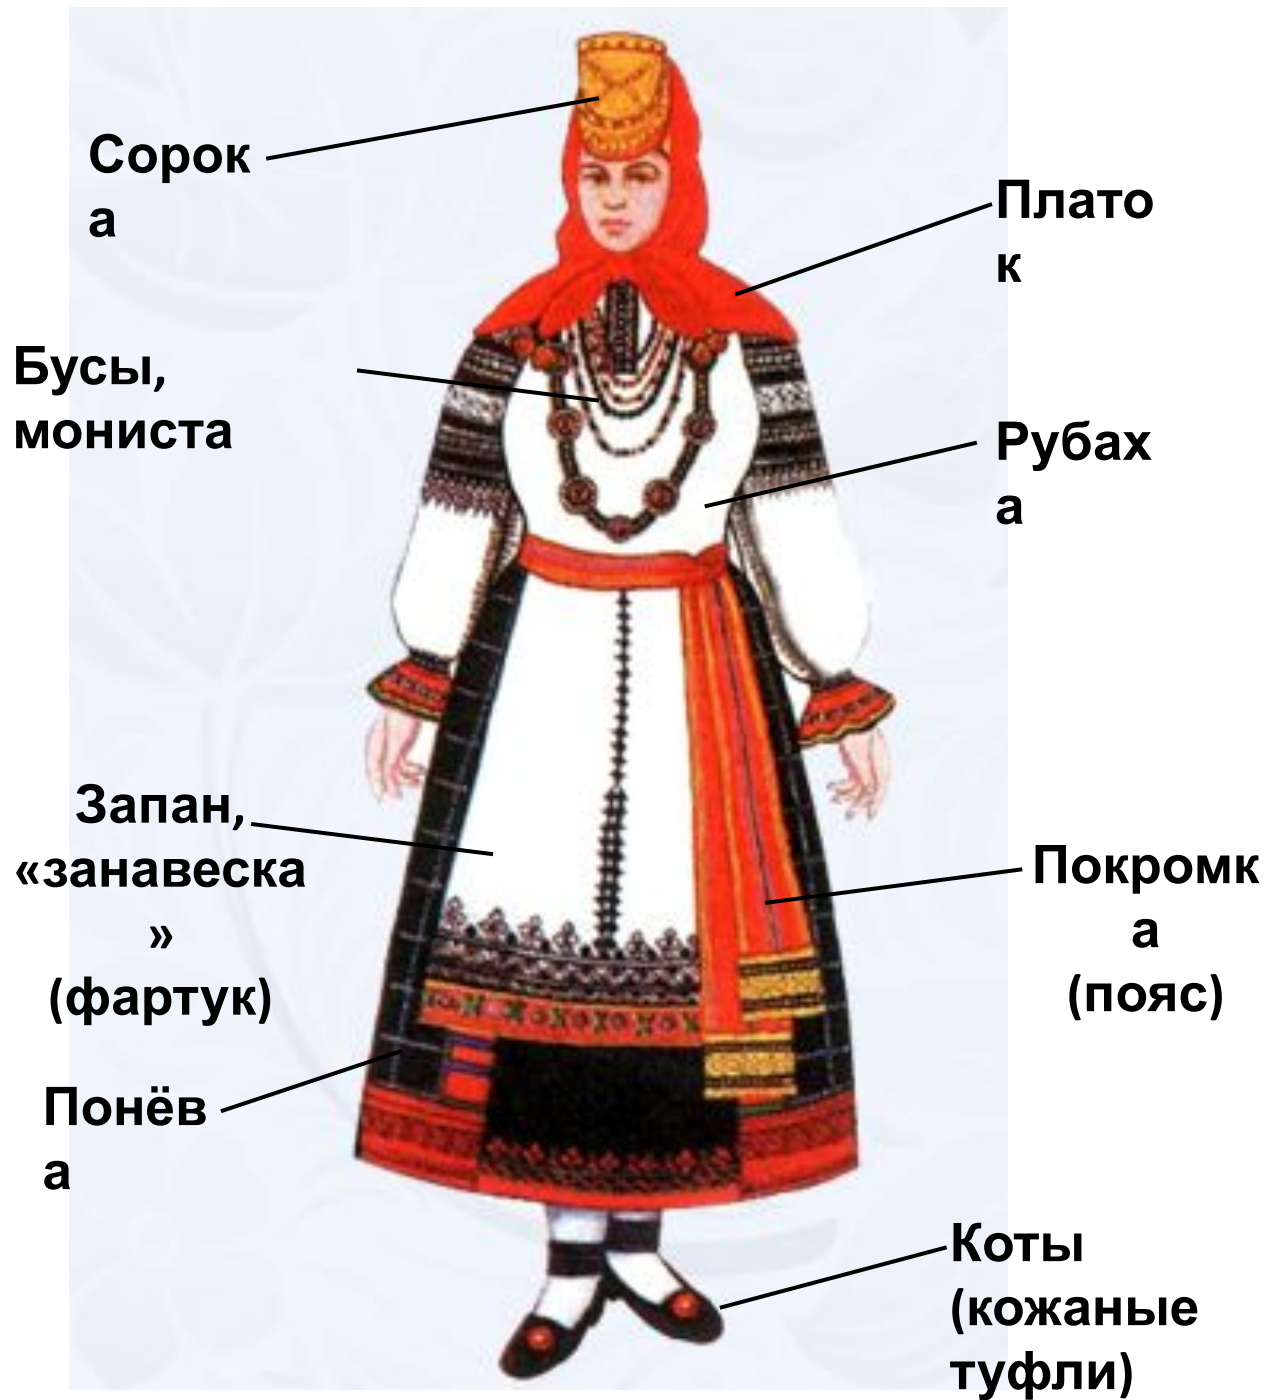 Сорок
а
Плато
к
Бусы,
мониста
Рубах
а
Запан,
«занавеска
»
(фартук)
Покромк
а
(пояс)
Понёв
а
Коты
(кожаные
туфли)